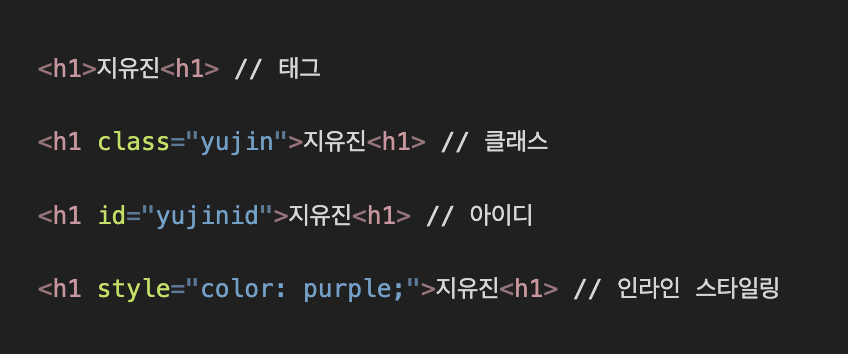 <h1>지유진<h1> // 태그
<h1 class="yujin">지유진<h1> // 클래스
<h1 id="yujinid">지유진<h1> // 아이디
<h1 style="color: purple;">지유진<h1> // 인라인 스타일링